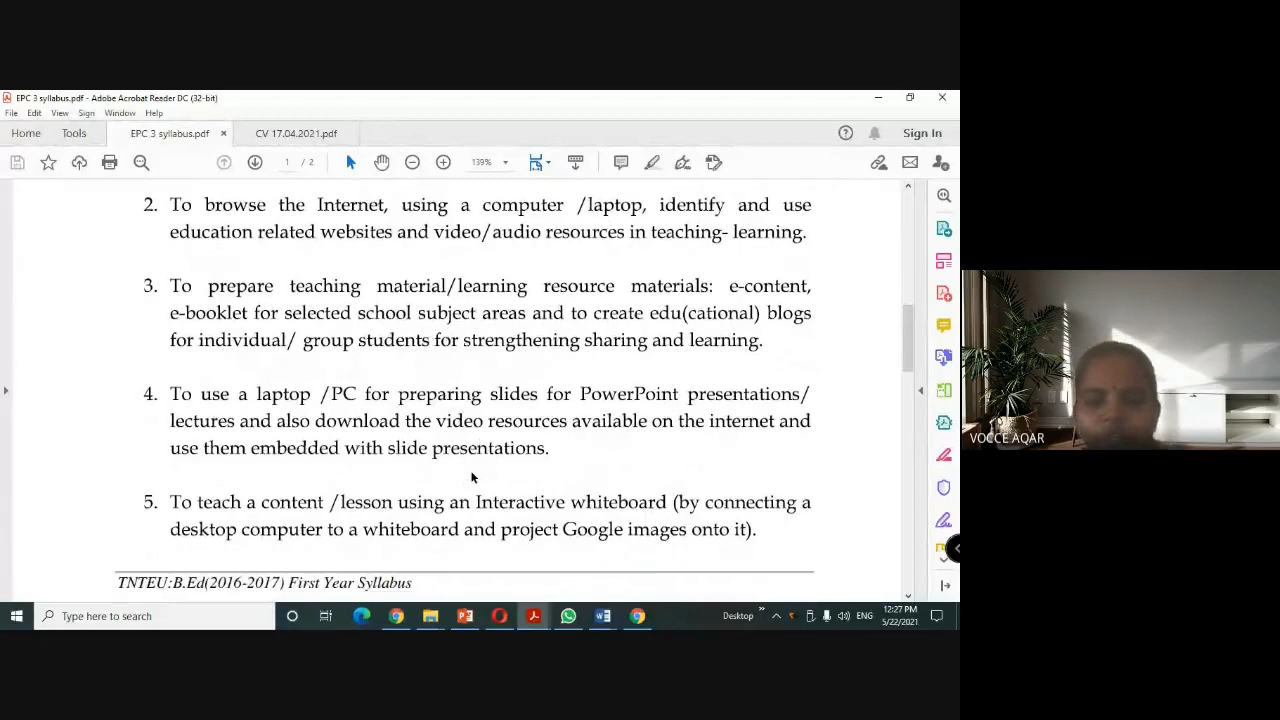 EPC 3 syllabus.pdf - Adobe Acrobat Reader DC (32-bit)
File Edit View Sign Window Help
Home Tools EPC 3 syllabus.pdf × CV 17.04.2021.pdf Sign In
1 / 2 139%
2. To browse the Internet, using a computer /laptop, identify and use
education related websites and video/audio resources in teaching- learning.
3. To prepare teaching material/learning resource materials: e-content,
e-booklet for selected school subject areas and to create edu(cational) blogs
for individual/ group students for strengthening sharing and learning.
4. To use a laptop /PC for preparing slides for PowerPoint presentations/
lectures and also download the video resources available on the internet and
use them embedded with slide presentations.
5. To teach a content /lesson using an Interactive whiteboard (by connecting a
desktop computer to a whiteboard and project Google images onto it).
TNTEU:B.Ed(2016-2017) First Year Syllabus
VOCCE AQAR
Type here to search
Desktop » ENG 12:27 PM
5/22/2021